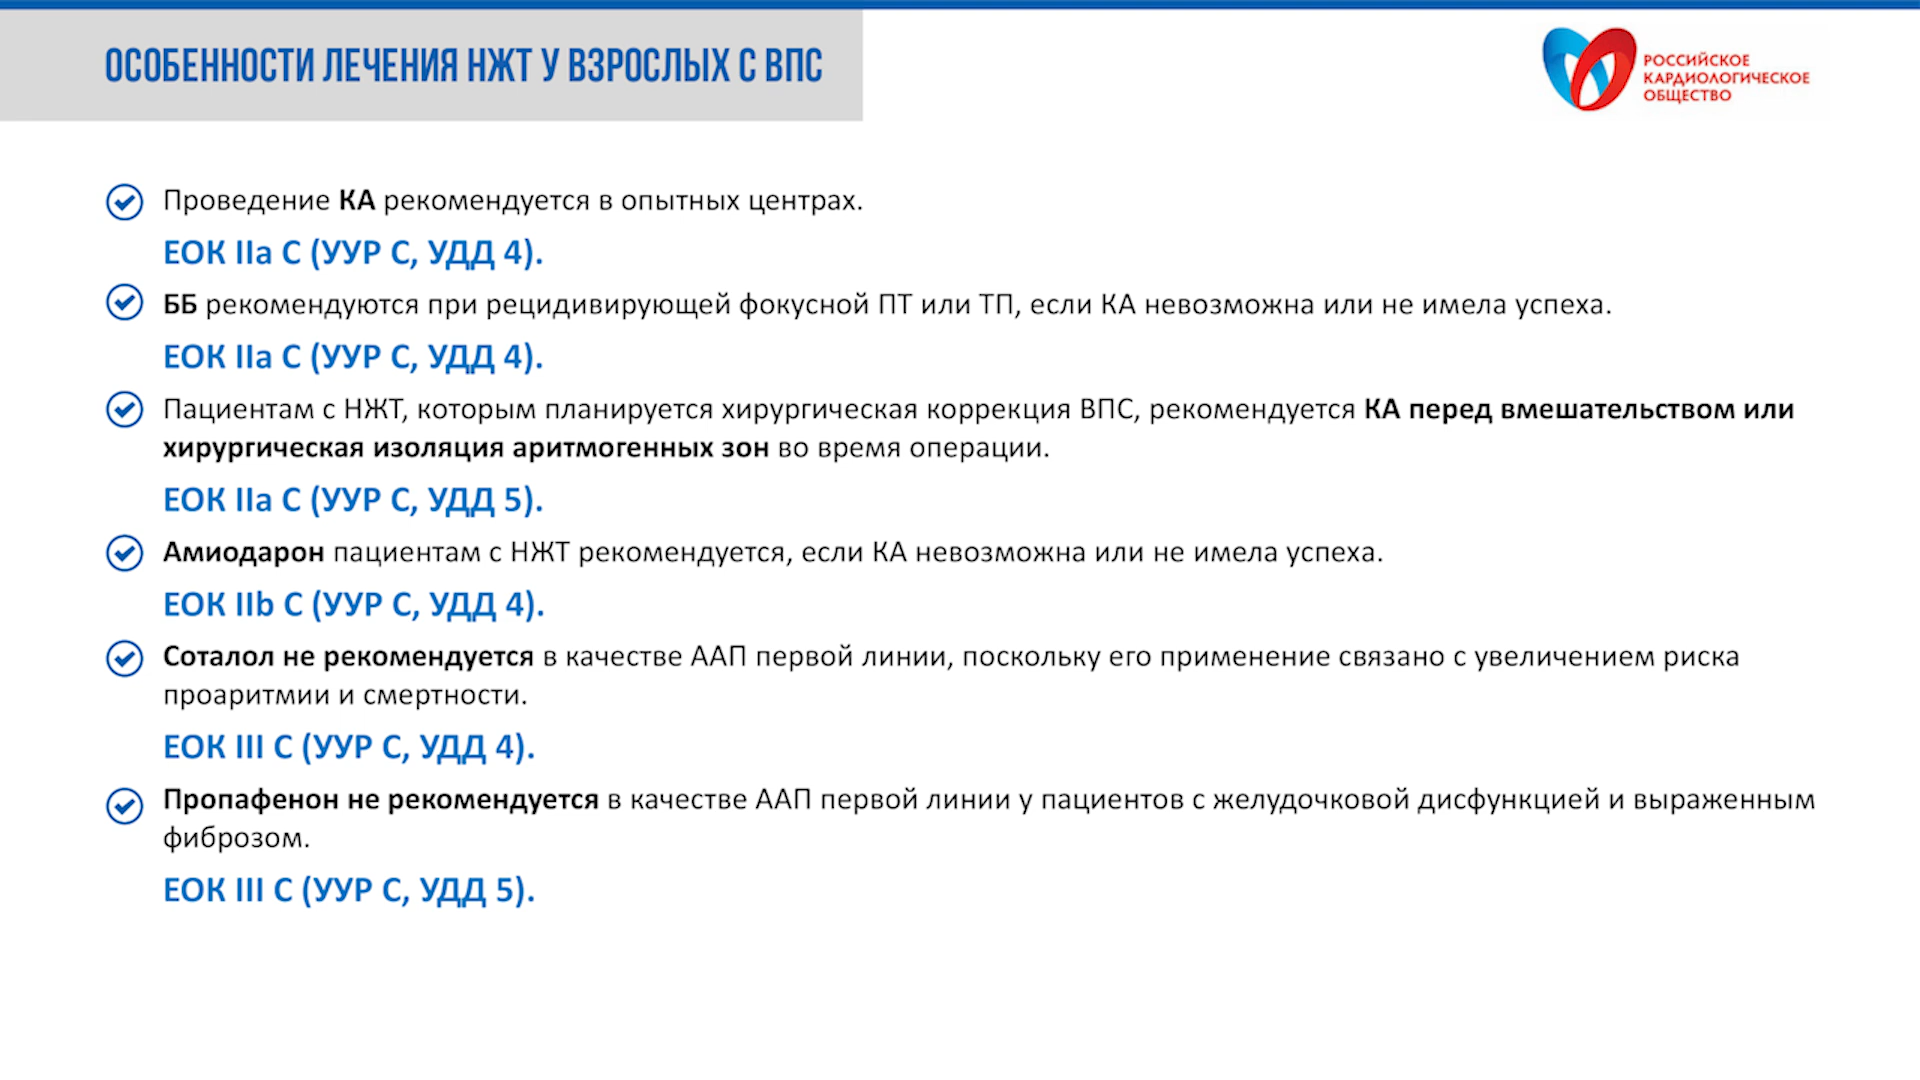 ОСОБЕННОСТИ ЛЕЧЕНИЯ НЖТ У ВЗРОСЛЫХ С ВПС
РОССИЙСКОЕ
КАРДИОЛОГИЧЕСКОЕ
ОБЩЕСТВО
Проведение КА рекомендуется в опытных центрах.
ЕОК IIa C (УУР C, УДД 4).
ББ рекомендуются при рецидивирующей фокусной ПТ или ТП, если КА невозможна или не имела успеха.
ЕОК IIa C (УУР C, УДД 4).
Пациентам с НЖТ, которым планируется хирургическая коррекция ВПС, рекомендуется КА перед вмешательством или
хирургическая изоляция аритмогенных зон во время операции.
ЕОК IIa C (УУР C, УДД 5).
Амиодарон пациентам с НЖТ рекомендуется, если КА невозможна или не имела успеха.
ЕОК IIb C (УУР C, УДД 4).
Соталол не рекомендуется в качестве ААП первой линии, поскольку его применение связано с увеличением риска
проаритмии и смертности.
ЕОК III C (УУР C, УДД 4).
Пропафенон не рекомендуется в качестве ААП первой линии у пациентов с желудочковой дисфункцией и выраженным
фиброзом.
ЕОК III C (УУР C, УДД 5).